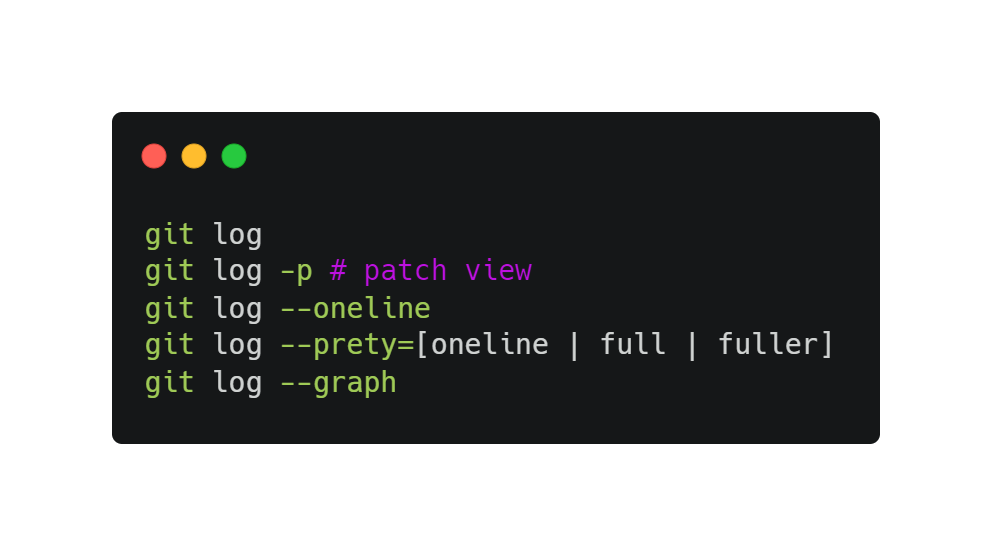 git log
git log -p # patch view
git log --oneline
git log --prety=[oneline | full | fuller]
git log --graph